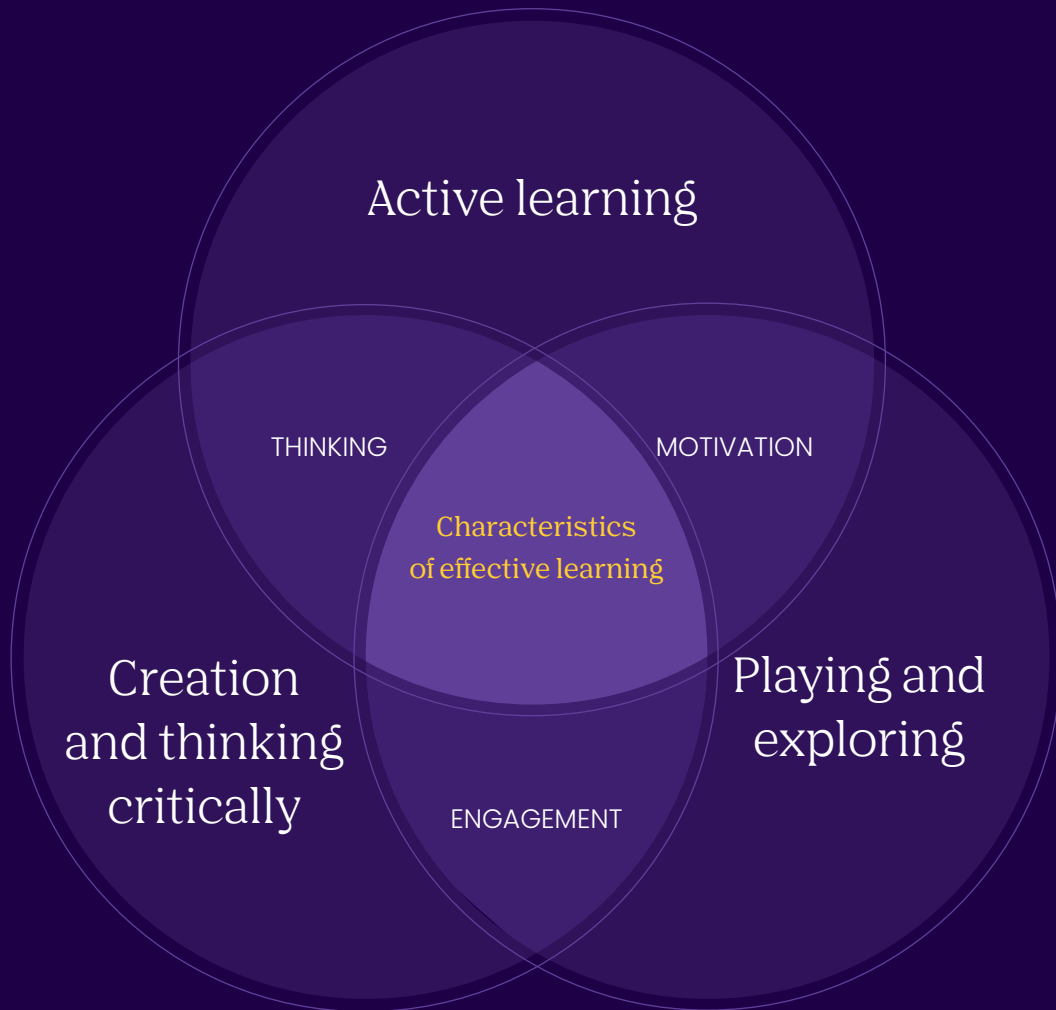 Active learning
THINKING
MOTIVATION
Characteristics
of effective learning
Creation
and thinking
critically
Playing and
exploring
ENGAGEMENT